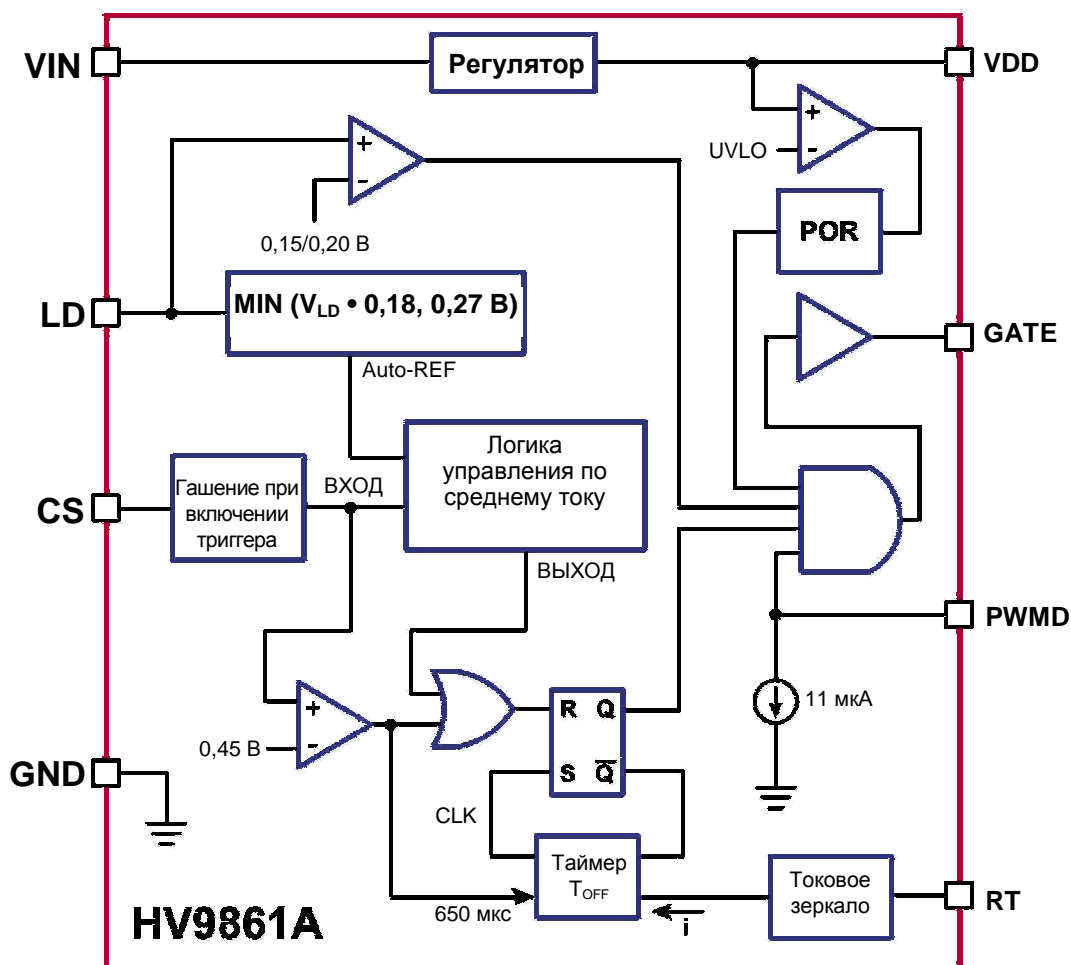 VIN
Регулятор
VDD
+
-
UVLO
+
-
0,15/0,20 В
POR
LD
MIN (VLD • 0,18, 0,27 В)
GATE
Auto-REF
CS
Гашение при
включении
триггера
ВХОД
Логика
управления по
среднему току
ВЫХОД
PWMD
11 мкА
+
-
0,45 В
R Q
S Q̅
GND
CLK
Таймер
TOFF
650 мкс
i
Токовое
зеркало
RT
HV9861A